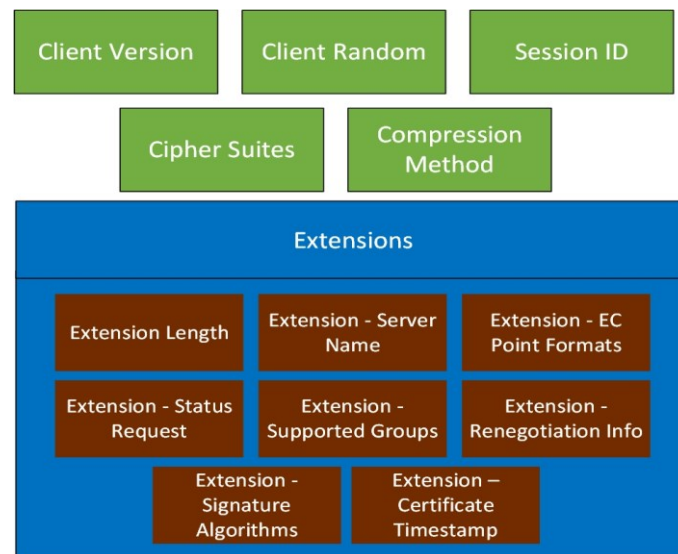 Client Version
Client Random
Session ID
Cipher Suites
Compression
Method
Extensions
Extension Length
Extension - Server
Name
Extension - EC
Point Formats
Extension - Status
Request
Extension -
Supported Groups
Extension -
Renegotiation Info
Extension -
Signature
Algorithms
Extension –
Certificate
Timestamp